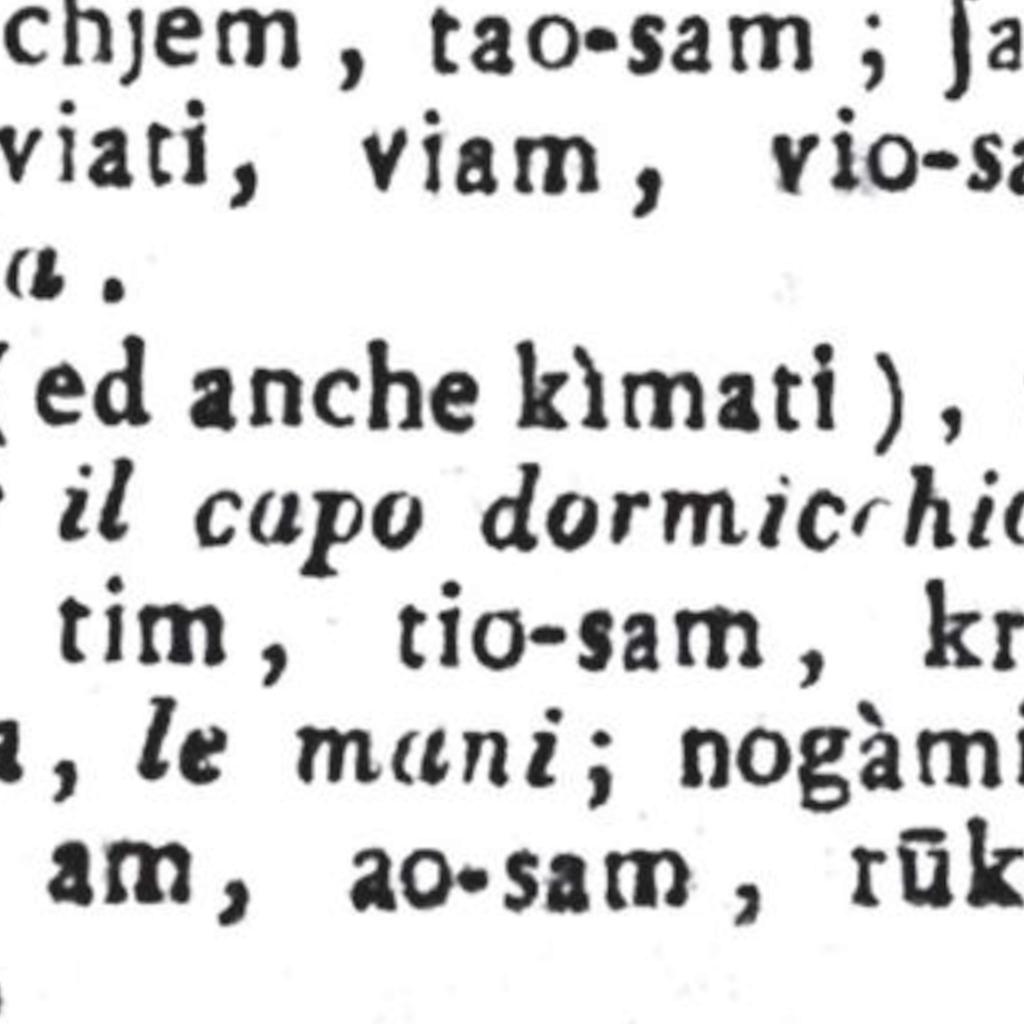 chjem, tao-sam;
viati, viam, vio-sa
a.
(ed anche kìmati),
il capo dormicchio
tim, tio-sam, kr
a, le mani; nogàmi
am, ao-sam, rūk